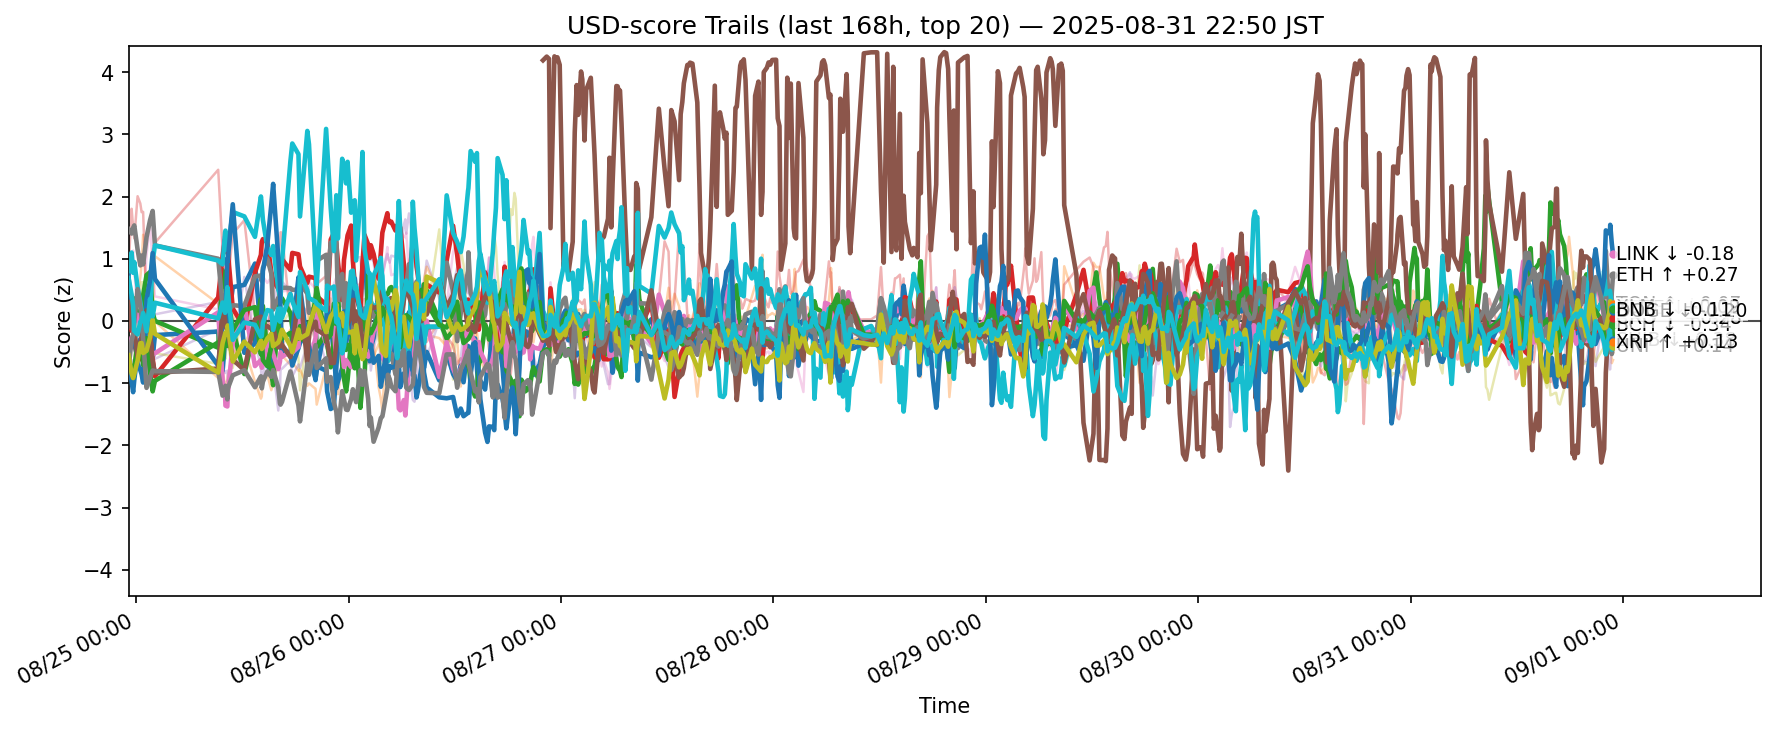 USD-score Trails (last 168h, top 20) — 2025-08-31 22:50 JST
Score (z)
4
3
2
1
0
−1
−2
−3
−4
LINK ↓ -0.18
ETH ↑ +0.27
BNB ↓ -0.11
XRP ↑ +0.13
08/25 00:00
08/26 00:00
08/27 00:00
08/28 00:00
08/29 00:00
08/30 00:00
08/31 00:00
09/01 00:00
Time